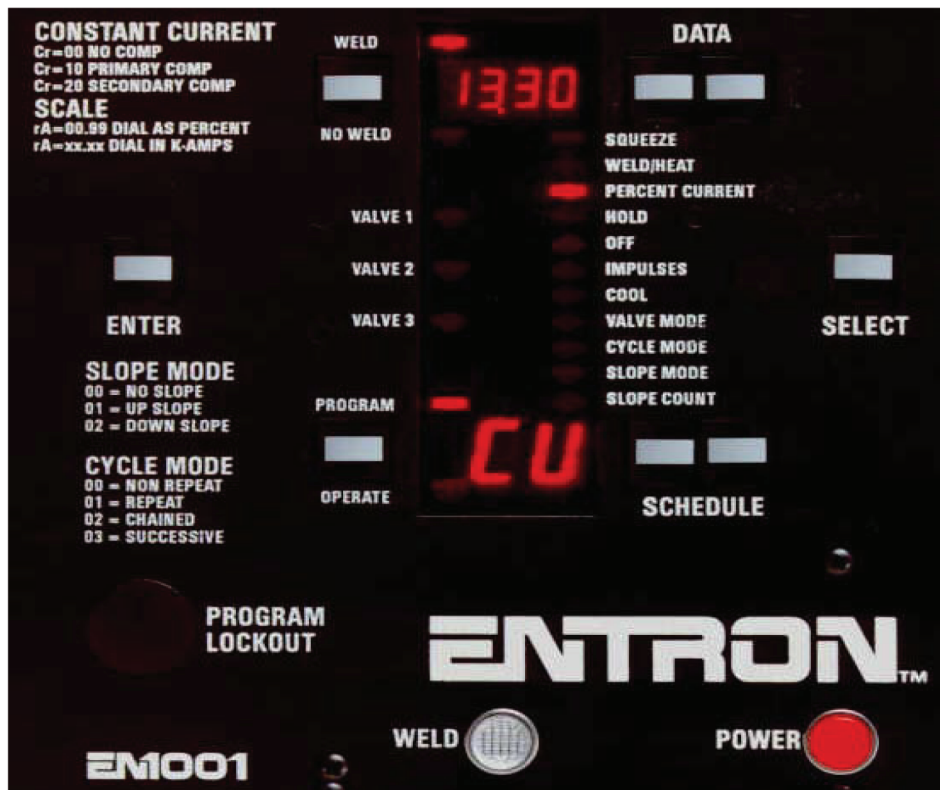 CONSTANT CURRENT
Cr=00 NO COMP
Cr=10 PRIMARY COMP
Cr=20 SECONDARY COMP
SCALE
rA=00.99 DIAL AS PERCENT
rA=xx.xx DIAL IN K-AMPS
WELD
NO WELD
13.30
DATA
SQUEEZE
WELD/HEAT
PERCENT CURRENT
HOLD
OFF
IMPULSES
COOL
VALVE MODE
CYCLE MODE
SLOPE MODE
SLOPE COUNT
VALVE 1
VALVE 2
VALVE 3
ENTER
SELECT
SLOPE MODE
00 = NO SLOPE
01 = UP SLOPE
02 = DOWN SLOPE
CYCLE MODE
00 = NON REPEAT
01 = REPEAT
02 = CHAINED
03 = SUCCESSIVE
PROGRAM
OPERATE
CU
SCHEDULE
PROGRAM
LOCKOUT
ENTRON™
WELD
POWER
EN1001